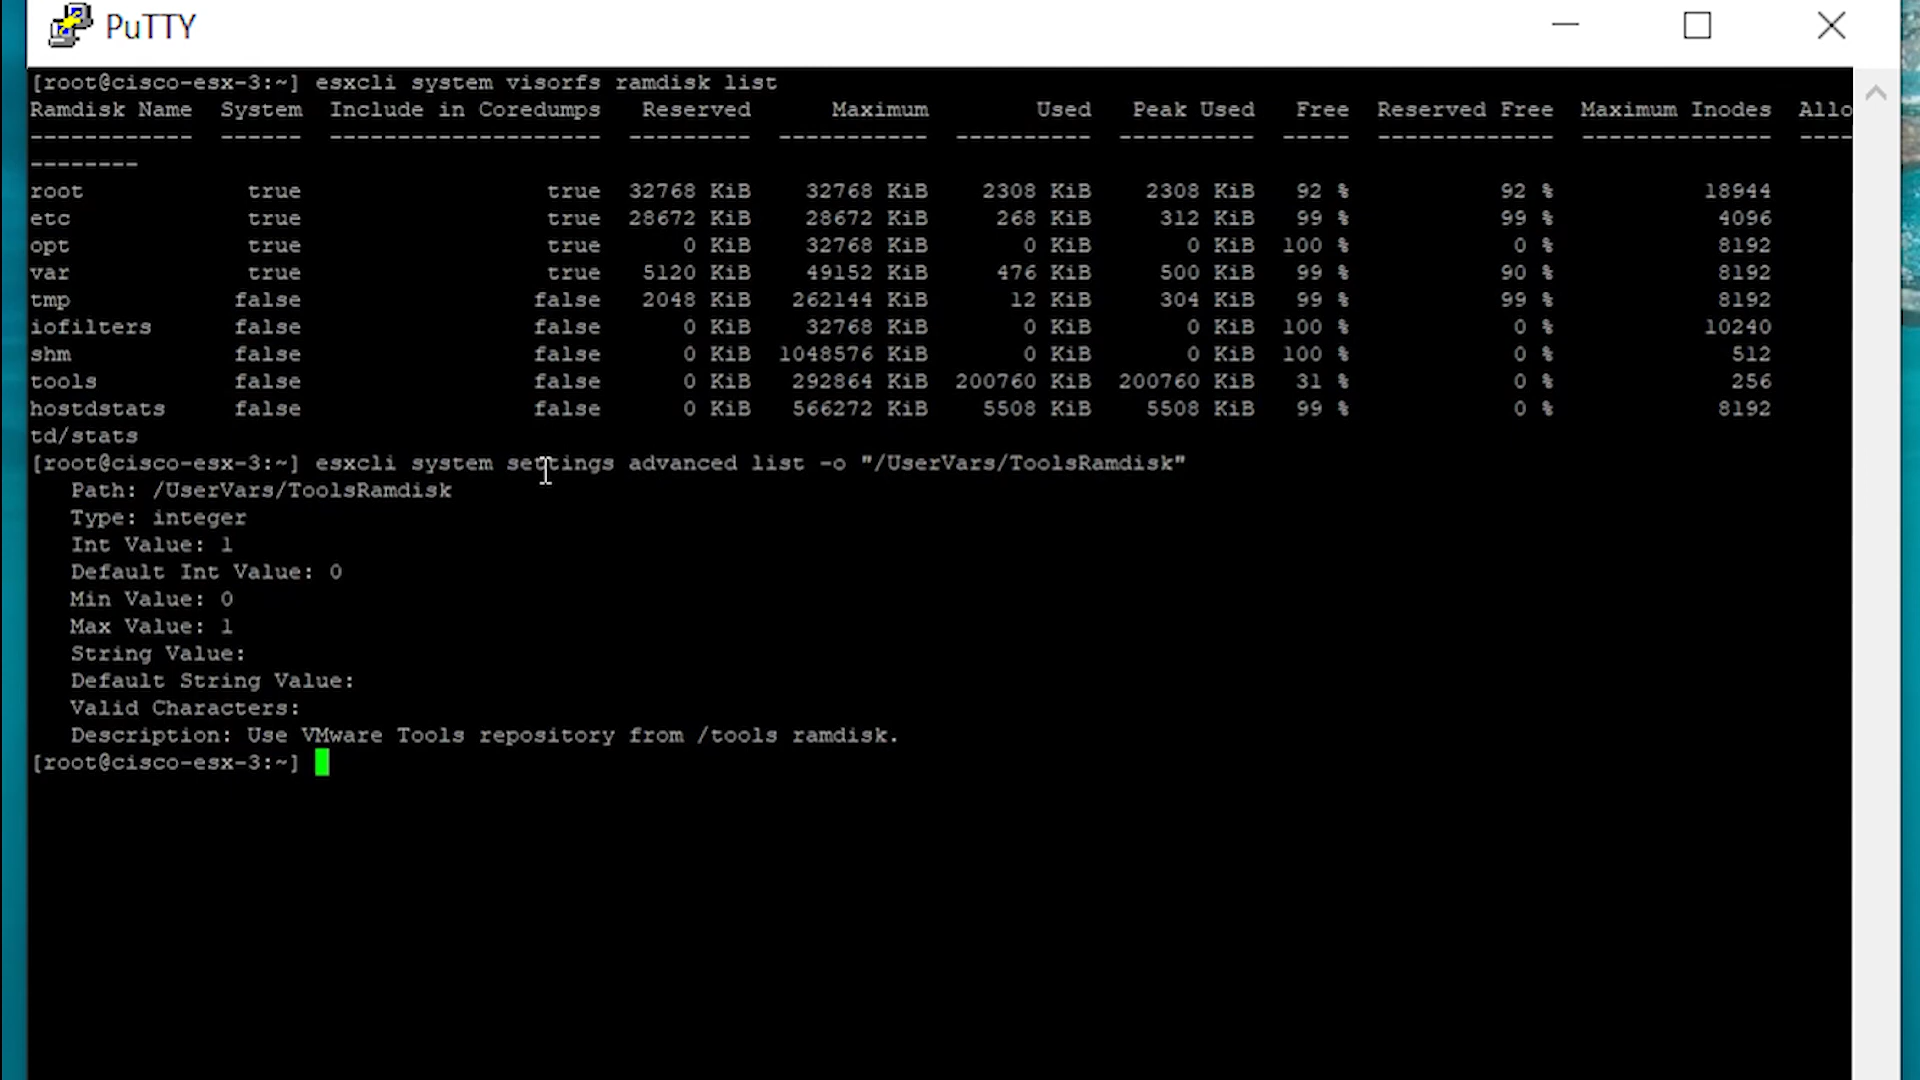 PuTTY
[root@cisco-esx-3:~] esxcli system visorfs ramdisk list
Ramdisk Name  System  Include in Coredumps   Reserved      Maximum        Used   Peak Used   Free  Reserved Free  Maximum Inodes  Allo
------------  ------  --------------------  ---------  -----------  ----------  ----------  -----  -------------  --------------  ----
--------
root            true                  true  32768 KiB    32768 KiB    2308 KiB    2308 KiB   92 %           92 %           18944
etc             true                  true  28672 KiB    28672 KiB     268 KiB     312 KiB   99 %           99 %            4096
opt             true                  true      0 KiB    32768 KiB       0 KiB       0 KiB  100 %            0 %            8192
var             true                  true   5120 KiB    49152 KiB     476 KiB     500 KiB   99 %           90 %            8192
tmp            false                 false   2048 KiB   262144 KiB      12 KiB     304 KiB   99 %           99 %            8192
iofilters      false                 false      0 KiB    32768 KiB       0 KiB       0 KiB  100 %            0 %           10240
shm            false                 false      0 KiB  1048576 KiB       0 KiB       0 KiB  100 %            0 %             512
tools          false                 false      0 KiB   292864 KiB  200760 KiB  200760 KiB   31 %            0 %             256
hostdstats     false                 false      0 KiB   566272 KiB    5508 KiB    5508 KiB   99 %            0 %            8192
td/stats
[root@cisco-esx-3:~] esxcli system settings advanced list -o "/UserVars/ToolsRamdisk"
   Path: /UserVars/ToolsRamdisk
   Type: integer
   Int Value: 1
   Default Int Value: 0
   Min Value: 0
   Max Value: 1
   String Value:
   Default String Value:
   Valid Characters:
   Description: Use VMware Tools repository from /tools ramdisk.
[root@cisco-esx-3:~]